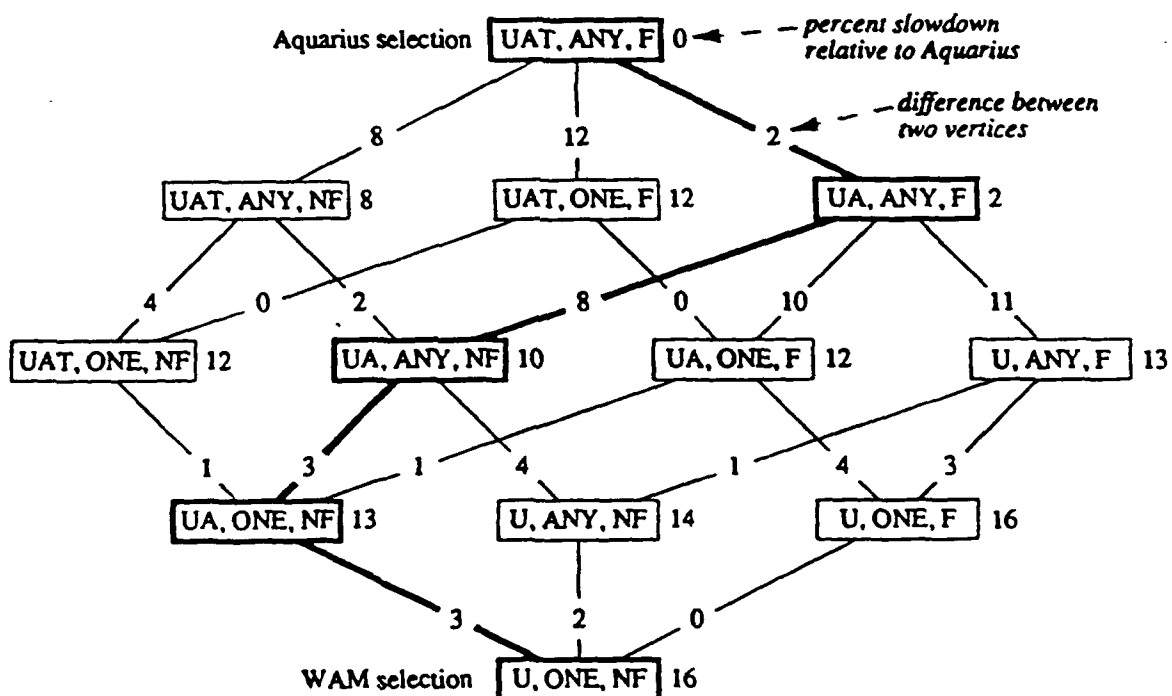 Aquarius selection UAT, ANY, F 0 percent slowdown
relative to Aquarius
difference between
two vertices
8 12 2
UAT, ANY, NF 8 UAT, ONE, F 12 UA, ANY, F 2
4 0 2 8 0 10 11
UAT, ONE, NF 12 UA, ANY, NF 10 UA, ONE, F 12 U, ANY, F 13
1 3 1 4 1 4 3
UA, ONE, NF 13 U, ANY, NF 14 U, ONE, F 16
3 2 0
WAM selection U, ONE, NF 16